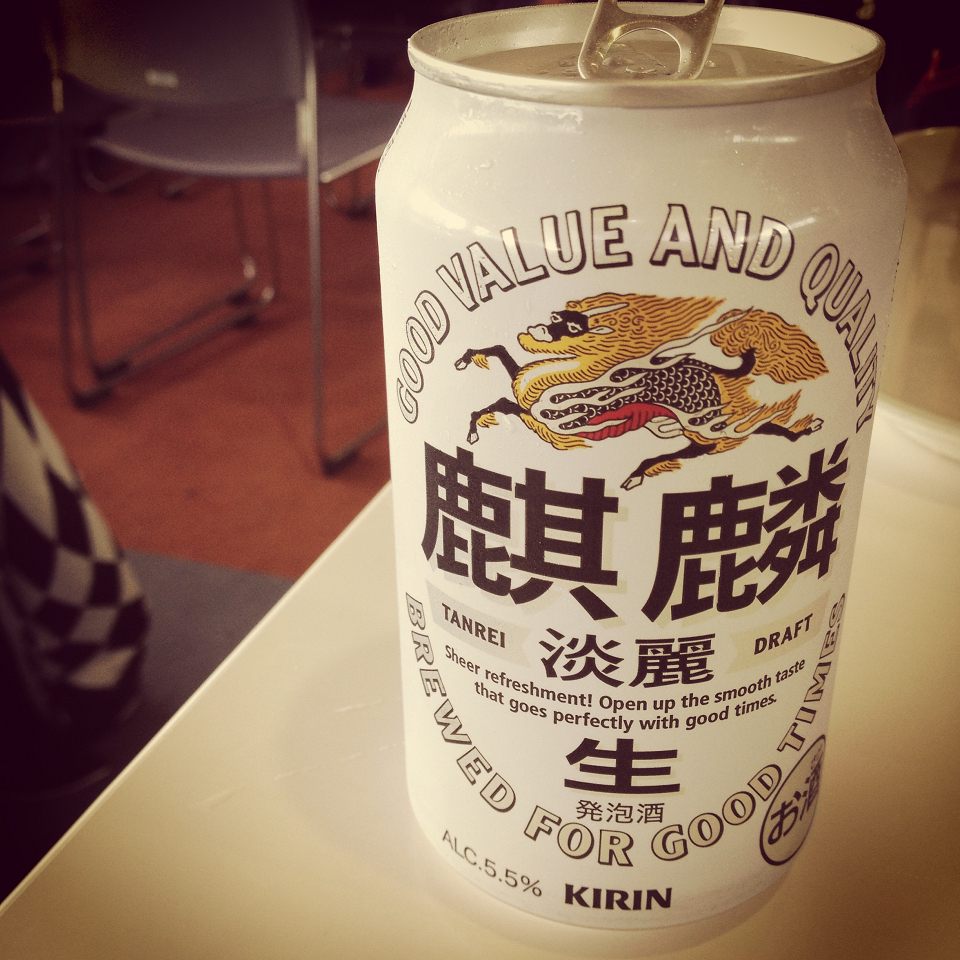 GOOD VALUE AND QUALITY
麒麟
TANREI
淡麗
DRAFT
Sheer refreshment! Open up the smooth taste
that goes perfectly with good times.
生
発泡酒
BREWED FOR GOOD TIMES
お酒
ALC.5.5%
KIRIN